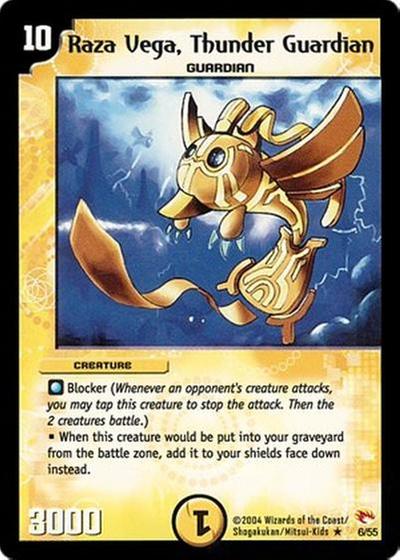 10
Raza Vega, Thunder Guardian
GUARDIAN
CREATURE
Blocker (Whenever an opponent's creature attacks,
you may tap this creature to stop the attack. Then the
2 creatures battle.)
▪ When this creature would be put into your graveyard
from the battle zone, add it to your shields face down
instead.
3000
1
©2004 Wizards of the Coast/
Shogakukan/Mitsui-Kids ★ 6/55